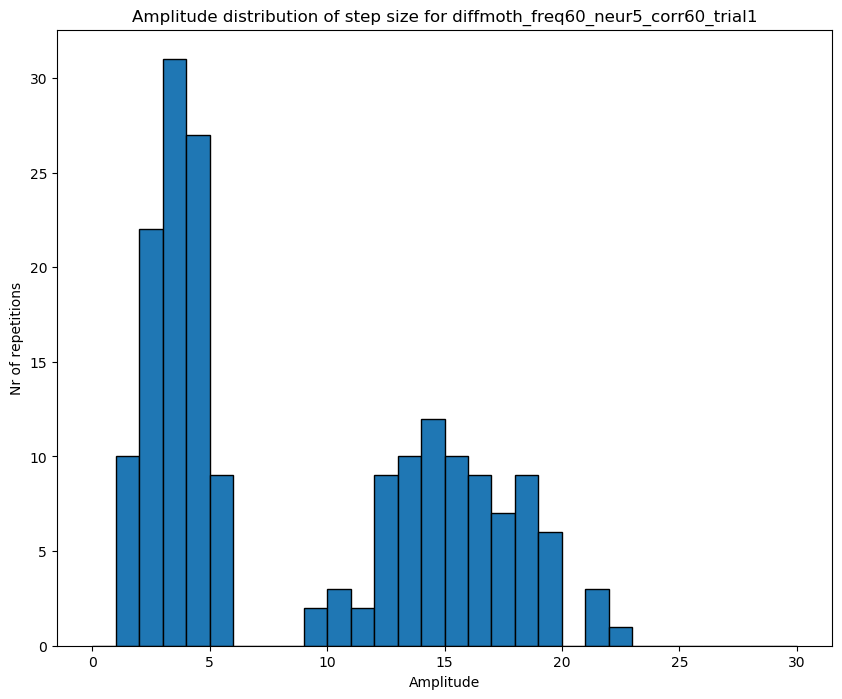 Amplitude distribution of step size for diffmoth_freq60_neur5_corr60_trial1
30
25
20
15
10
5
0
Nr of repetitions
0 5 10 15 20 25 30
Amplitude